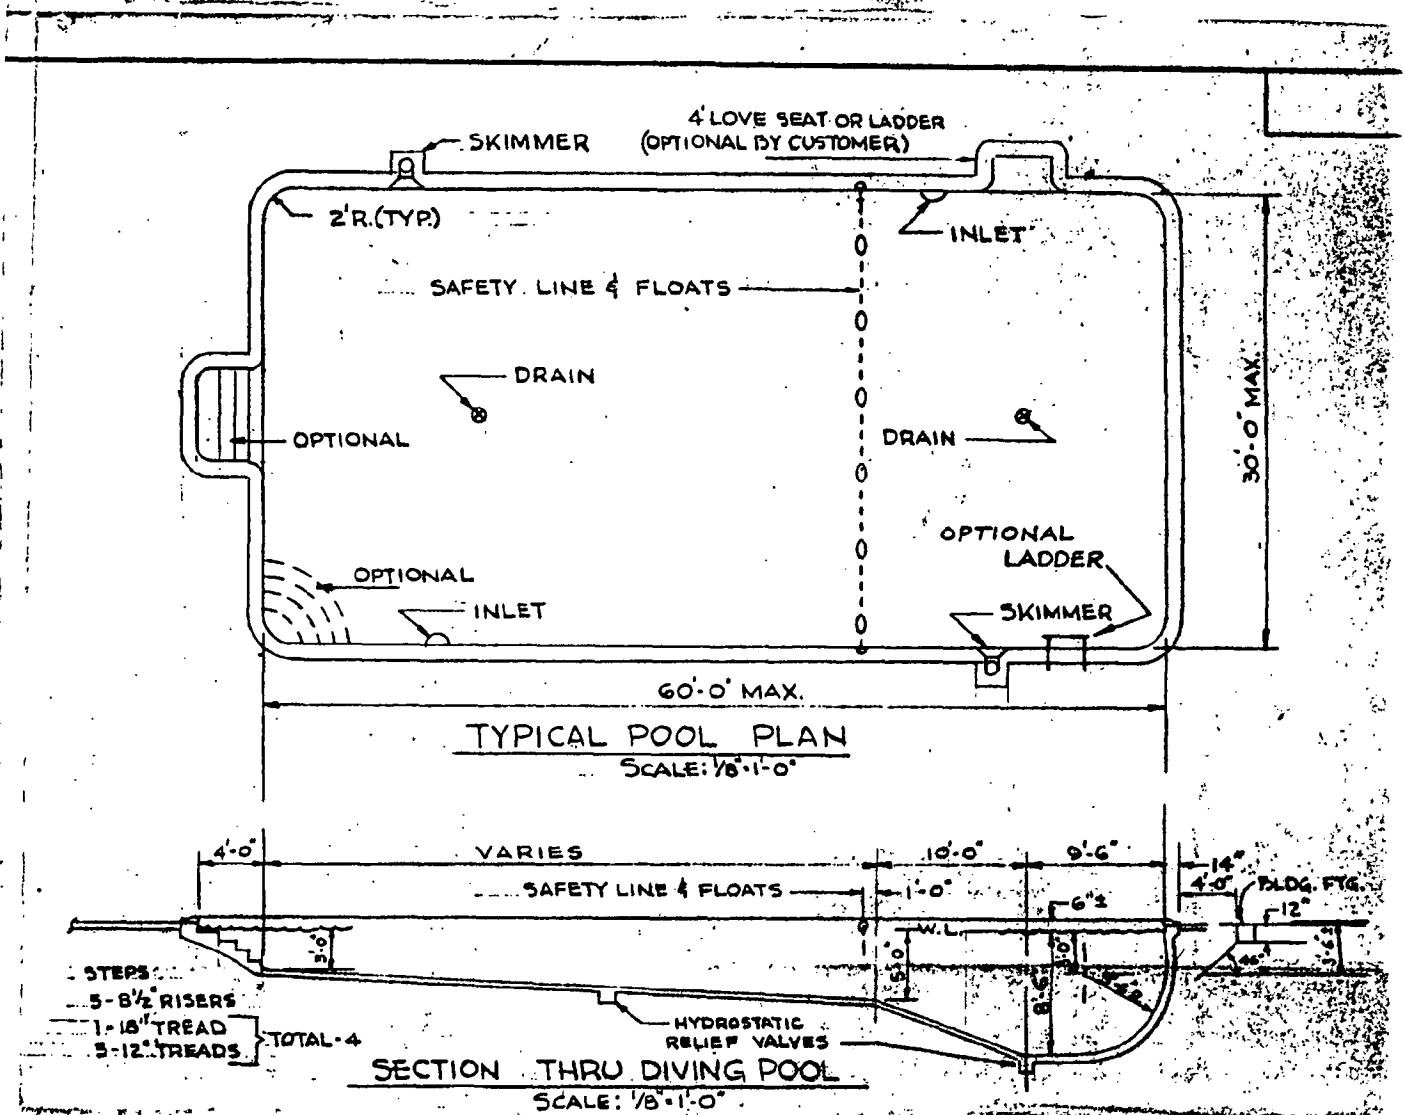 4' LOVE SEAT OR LADDER
(OPTIONAL BY CUSTOMER)
SKIMMER
2'R.(TYP.)
INLET
SAFETY LINE & FLOATS
DRAIN
OPTIONAL
DRAIN
30'-0" MAX.
OPTIONAL
LADDER
OPTIONAL
INLET
SKIMMER
60'-0" MAX.
TYPICAL POOL PLAN
SCALE: 1/8"=1'-0"
4'-0"
VARIES
10'-0"
9'-6"
14"
SAFETY LINE & FLOATS
1'-0"
6"±
4'-0"
BLDG. FTG.
12"
W.L.
3'-0"
5'-0"
8'-6"
3'-6"±
STEPS:
5-8 1/2" RISERS
1-18" TREAD
3-12" TREADS
TOTAL-4
HYDROSTATIC
RELIEF VALVES
SECTION THRU DIVING POOL
SCALE: 1/8"=1'-0"